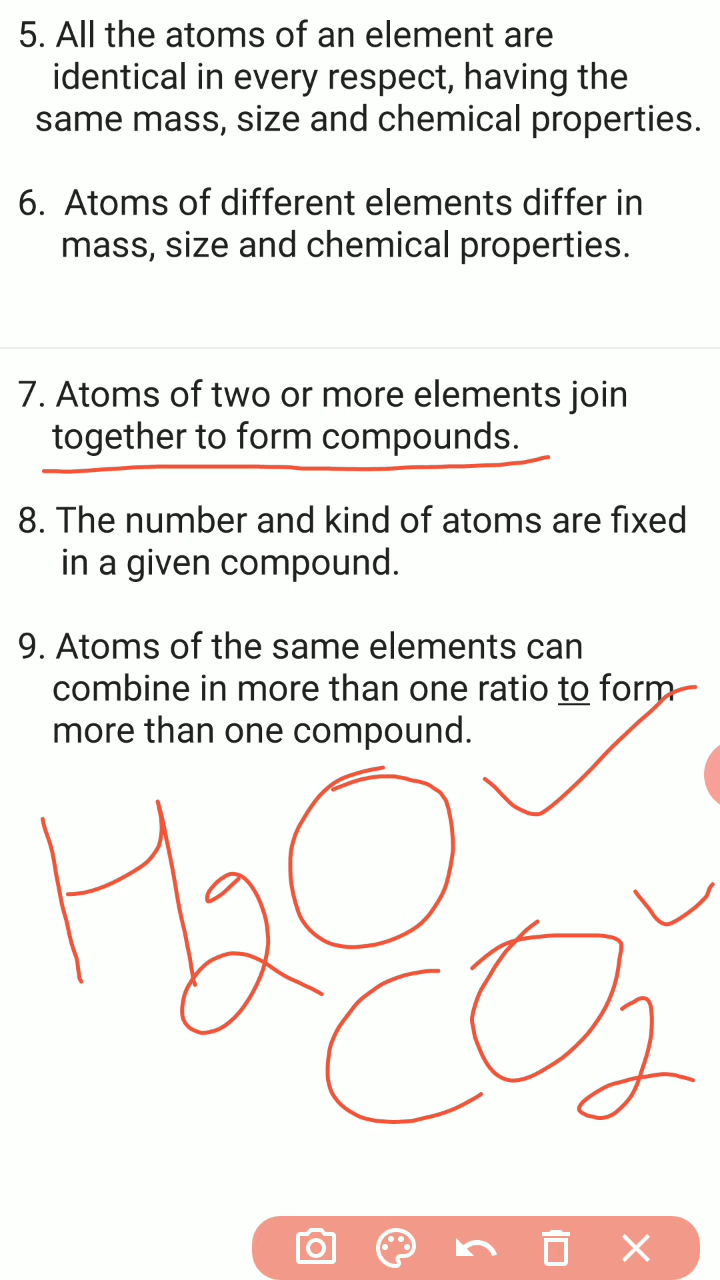 5. All the atoms of an element are
identical in every respect, having the
same mass, size and chemical properties.
6. Atoms of different elements differ in
mass, size and chemical properties.
7. Atoms of two or more elements join
together to form compounds.
8. The number and kind of atoms are fixed
in a given compound.
9. Atoms of the same elements can
combine in more than one ratio to form
more than one compound.
H2O
CO2